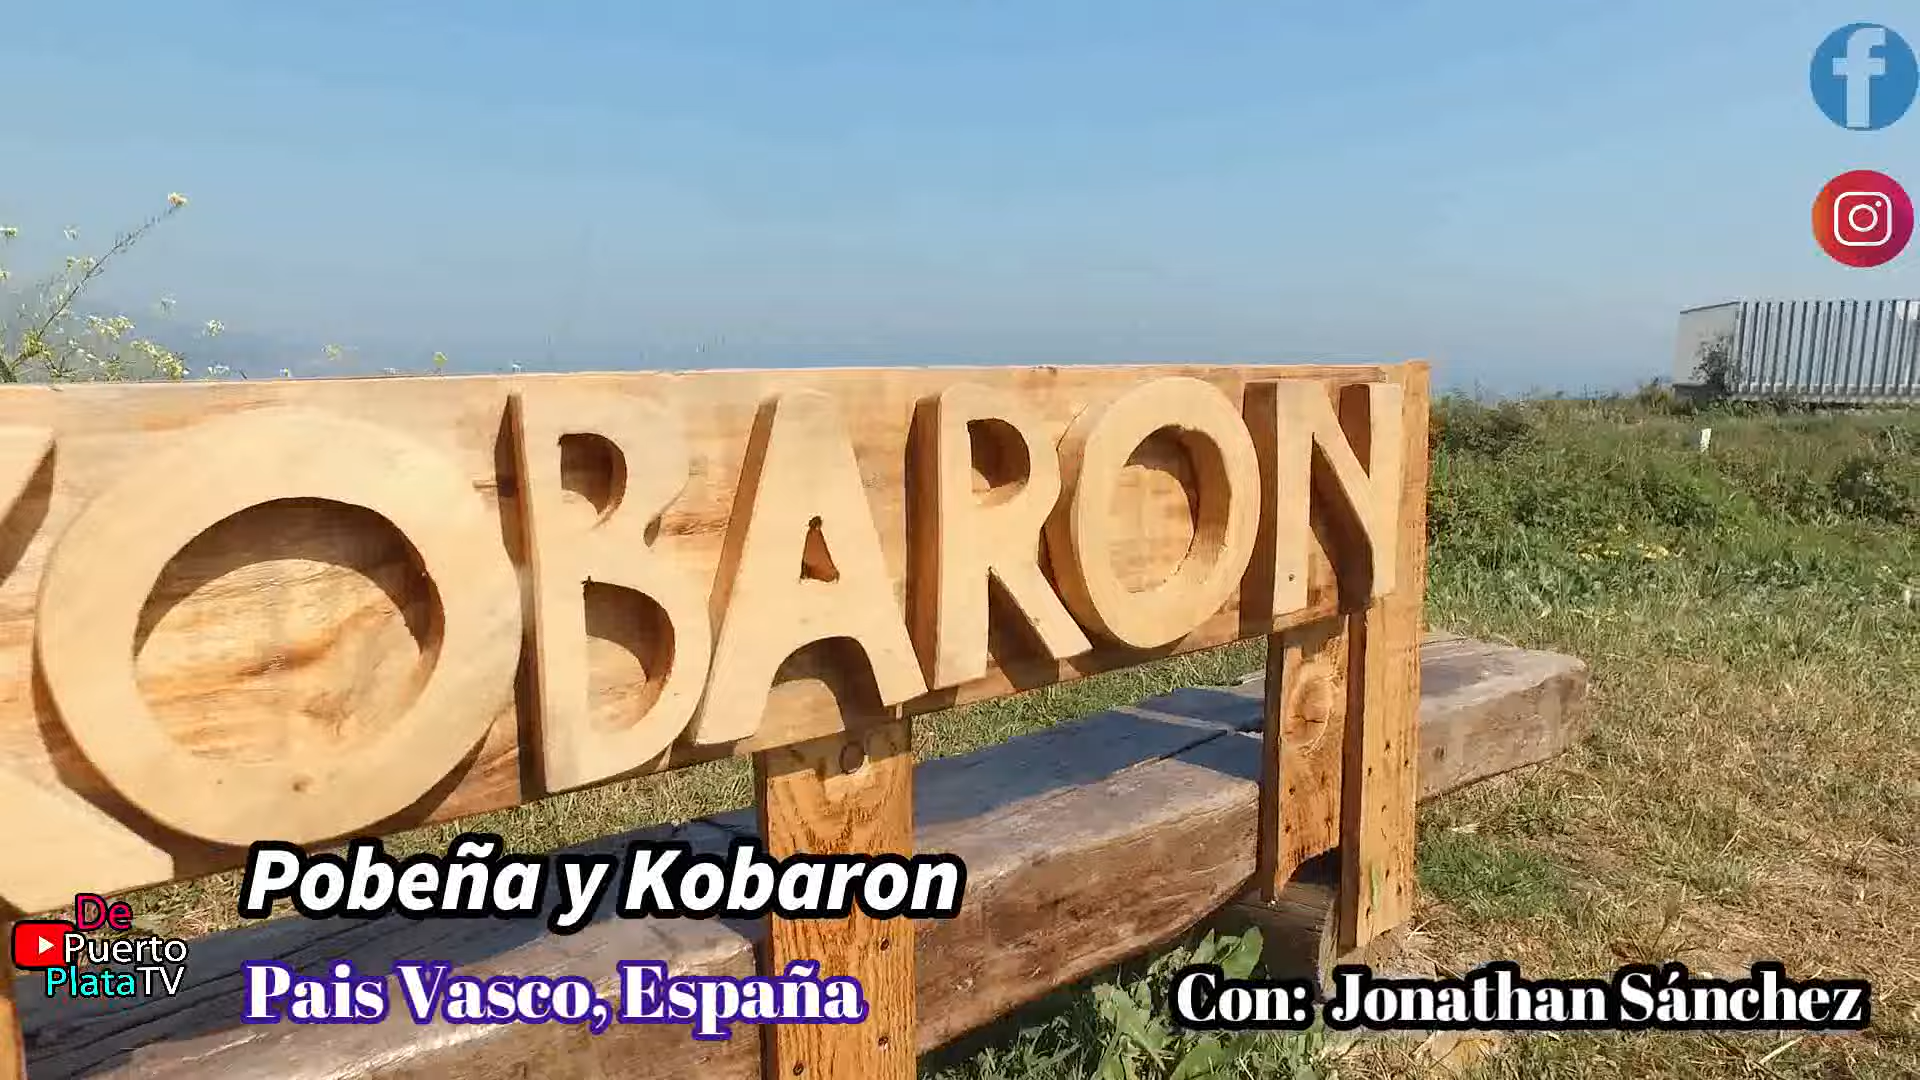 KOBARON
Pobeña y Kobaron
De
Puerto
PlataTV
Pais Vasco, España
Con: Jonathan Sánchez